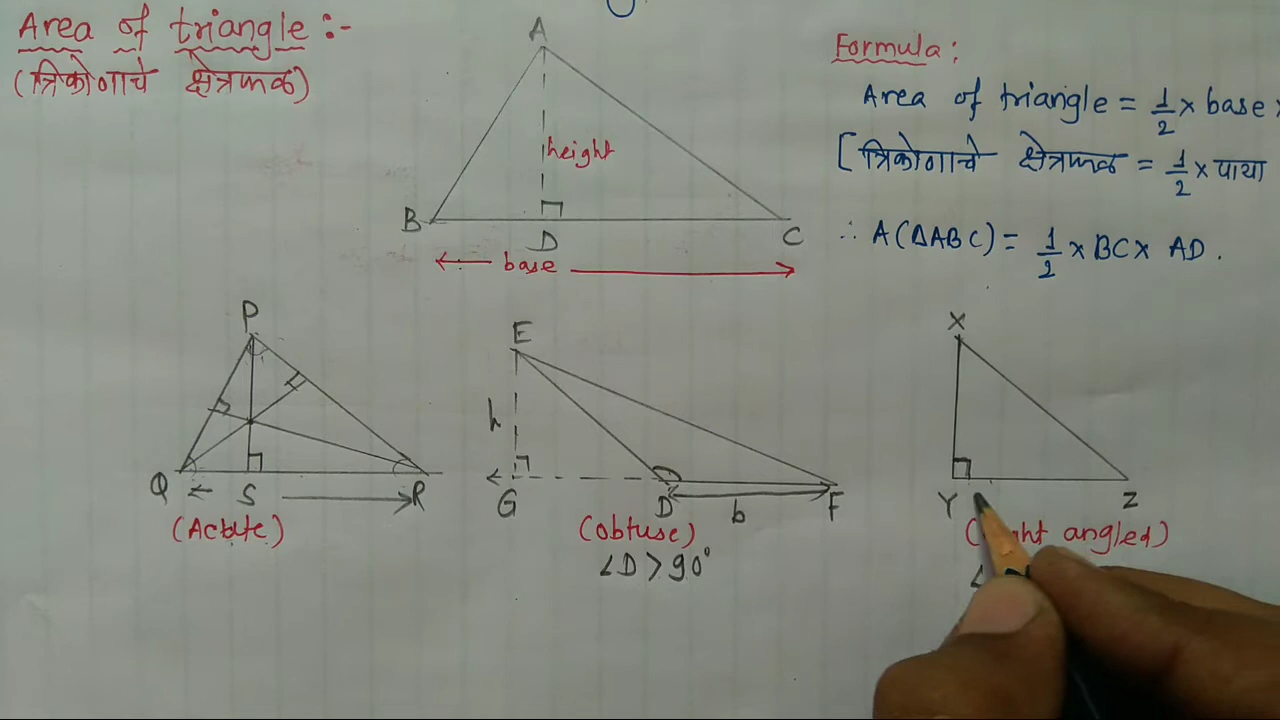 Area of triangle :-
(त्रिकोणाचे क्षेत्रफळ)
A
height
B
D
C
base
Formula:
Area of triangle = 1/2 × base ×
[त्रिकोणाचे क्षेत्रफळ = 1/2 × पाया
∴ A(ΔABC) = 1/2 × BC × AD.
P
Q
S
R
(Acute)
E
h
G
D
b
F
(obtuse)
∠D > 90°
X
Y
Z
angled)